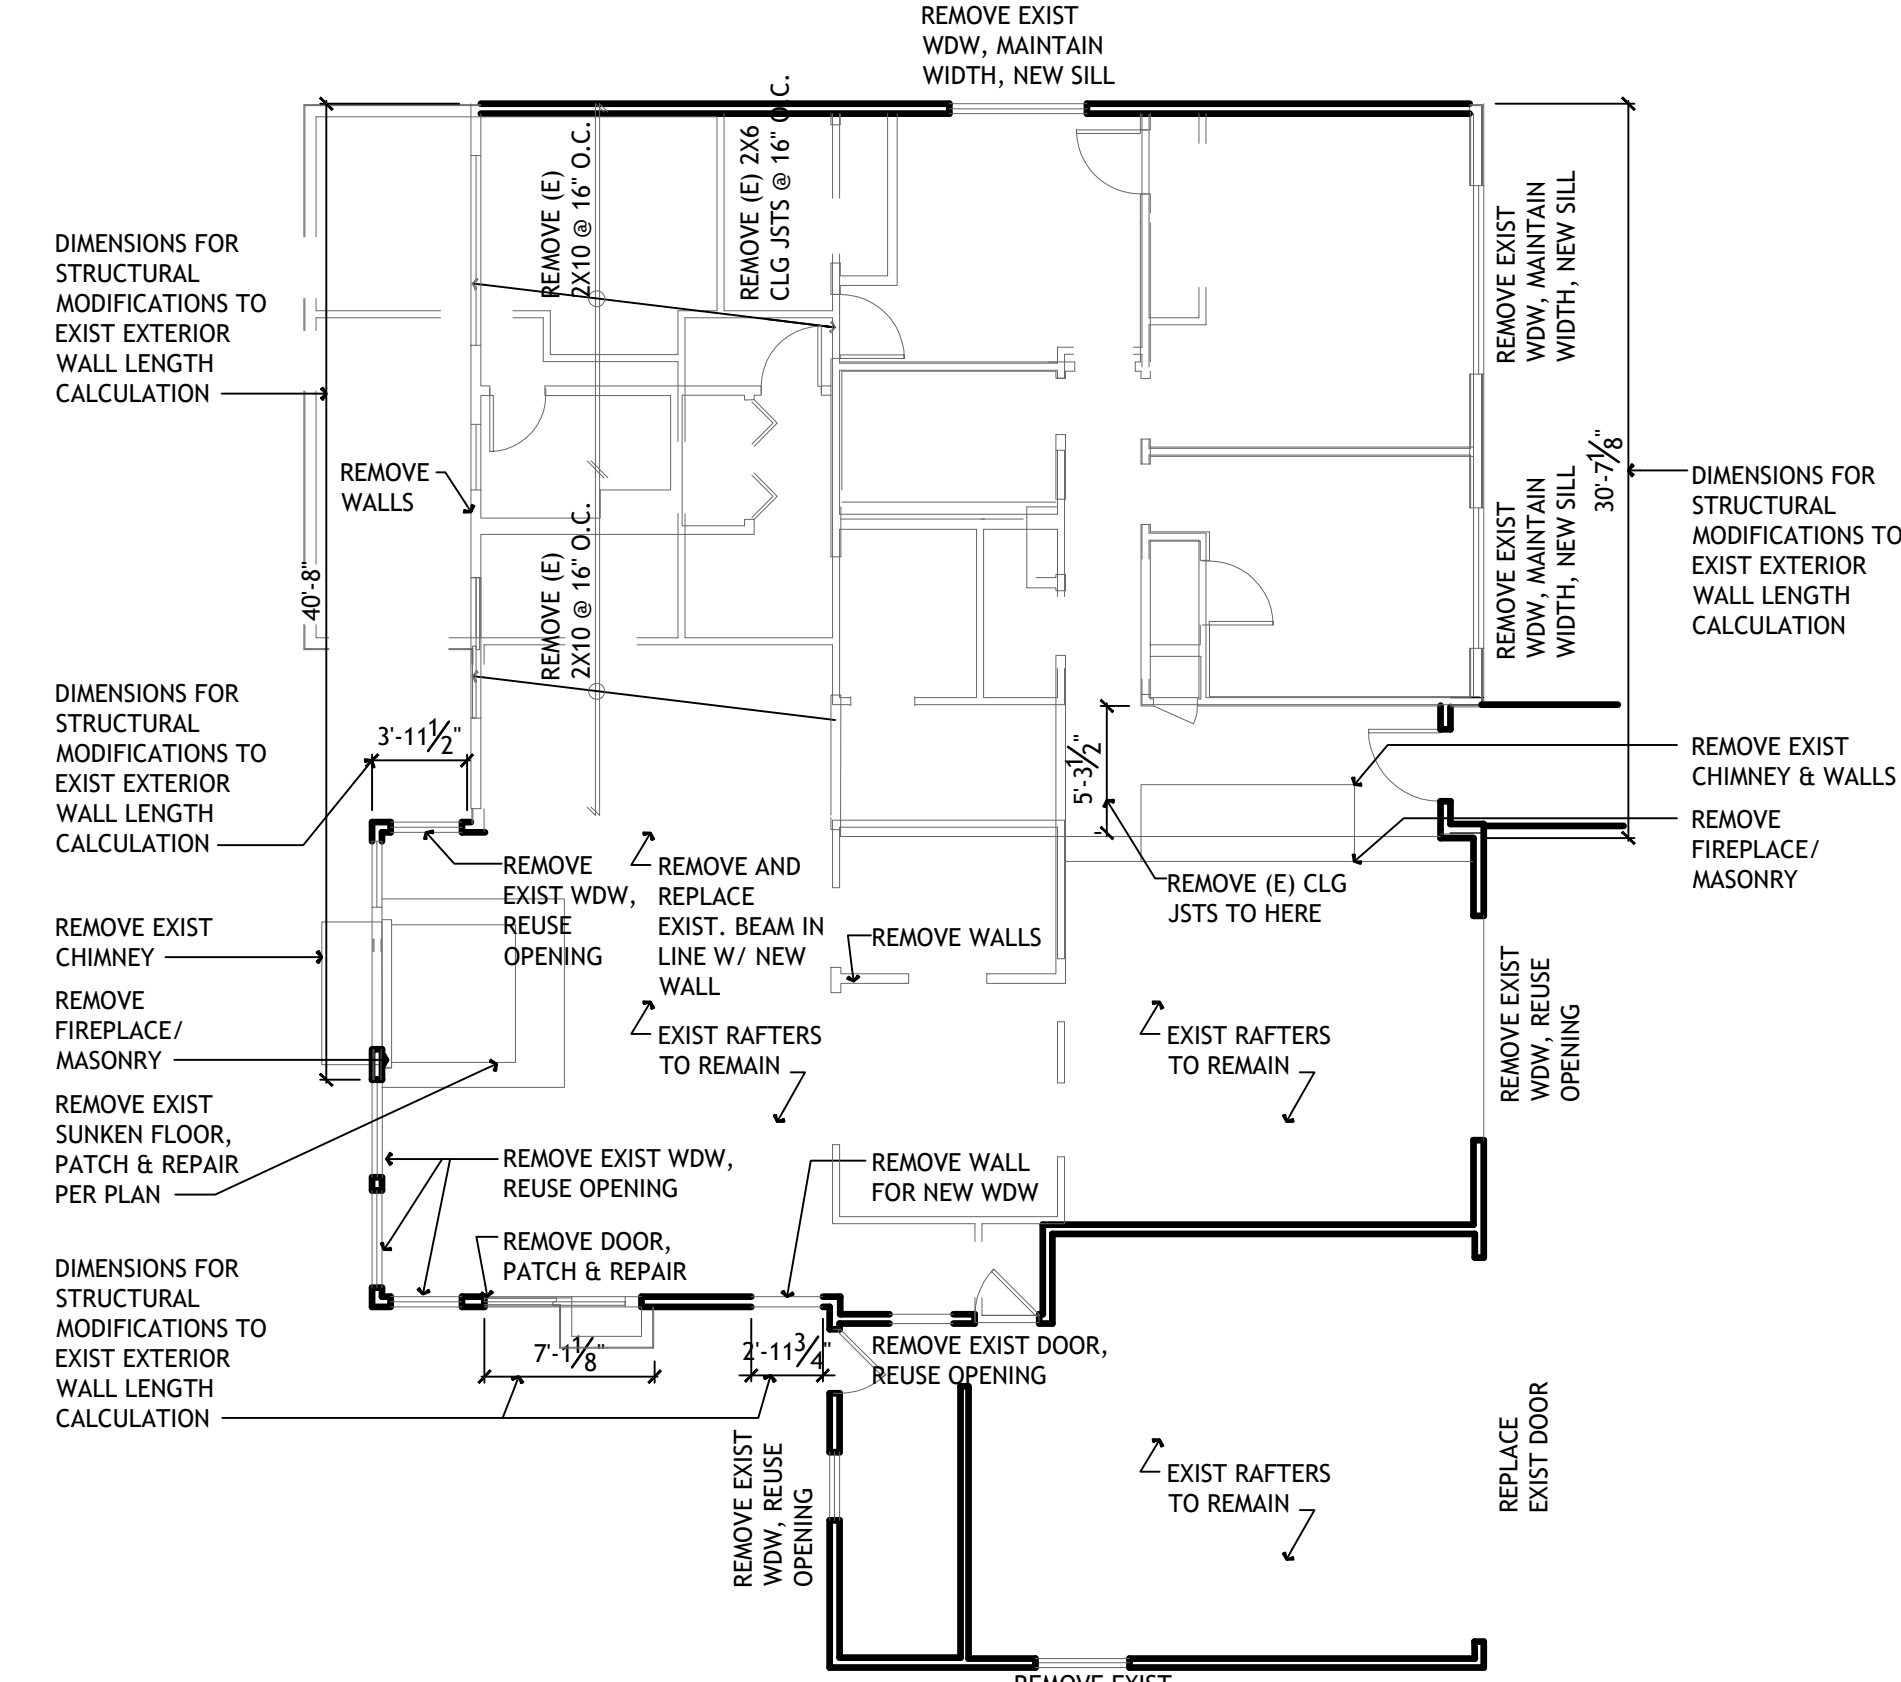 REMOVE EXIST
WDW, MAINTAIN
WIDTH, NEW SILL
REMOVE (E)
2X10 @ 16" O.C.
REMOVE (E) 2X6
CLG JSTS @ 16" O.C.
DIMENSIONS FOR
STRUCTURAL
MODIFICATIONS TO
EXIST EXTERIOR
WALL LENGTH
CALCULATION
REMOVE EXIST
WDW, MAINTAIN
WIDTH, NEW SILL
REMOVE
WALLS
40'-8"
REMOVE (E)
2X10 @ 16" O.C.
REMOVE EXIST
WDW, MAINTAIN
WIDTH, NEW SILL
30'-7 1/8"
DIMENSIONS FOR
STRUCTURAL
MODIFICATIONS TO
EXIST EXTERIOR
WALL LENGTH
CALCULATION
DIMENSIONS FOR
STRUCTURAL
MODIFICATIONS TO
EXIST EXTERIOR
WALL LENGTH
CALCULATION
3'-11 1/2"
5'-3 1/2"
REMOVE EXIST
CHIMNEY & WALLS
REMOVE
FIREPLACE/
MASONRY
REMOVE
EXIST WDW,
REUSE
OPENING
REMOVE AND
REPLACE
EXIST. BEAM IN
LINE W/ NEW
WALL
REMOVE WALLS
REMOVE (E) CLG
JSTS TO HERE
REMOVE EXIST
CHIMNEY
REMOVE
FIREPLACE/
MASONRY
EXIST RAFTERS
TO REMAIN
EXIST RAFTERS
TO REMAIN
REMOVE EXIST
WDW, REUSE
OPENING
REMOVE EXIST
SUNKEN FLOOR,
PATCH & REPAIR
PER PLAN
REMOVE EXIST WDW,
REUSE OPENING
REMOVE WALL
FOR NEW WDW
REMOVE DOOR,
PATCH & REPAIR
DIMENSIONS FOR
STRUCTURAL
MODIFICATIONS TO
EXIST EXTERIOR
WALL LENGTH
CALCULATION
7'-1 1/8"
2'-11 3/4"
REMOVE EXIST DOOR,
REUSE OPENING
REMOVE EXIST
WDW, REUSE
OPENING
EXIST RAFTERS
TO REMAIN
REPLACE
EXIST DOOR
REMOVE EXIST